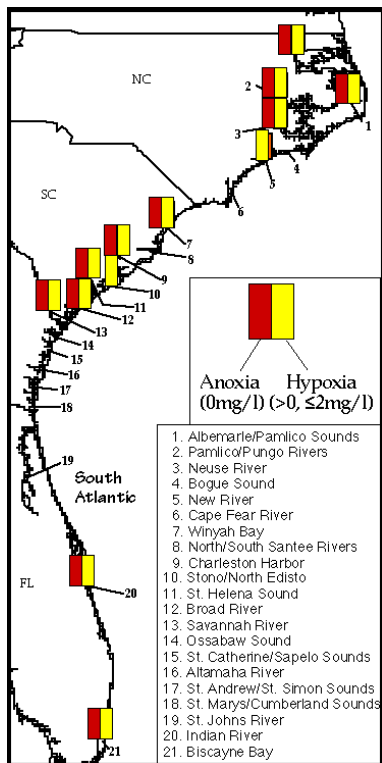 NC
2
3
1
4
5
SC
6
7
8
9
10
11
12
13
14
15
16
17
18
19
South
Atlantic
FL
20
21
Anoxia Hypoxia
(0mg/l) (>0, ≤2mg/l)
1. Albemarle/Pamlico Sounds
2. Pamlico/Pungo Rivers
3. Neuse River
4. Bogue Sound
5. New River
6. Cape Fear River
7. Winyah Bay
8. North/South Santee Rivers
9. Charleston Harbor
10. Stono/North Edisto
11. St. Helena Sound
12. Broad River
13. Savannah River
14. Ossabaw Sound
15. St. Catherine/Sapelo Sounds
16. Altamaha River
17. St. Andrew/St. Simon Sounds
18. St. Marys/Cumberland Sounds
19. St. Johns River
20. Indian River
21. Biscayne Bay